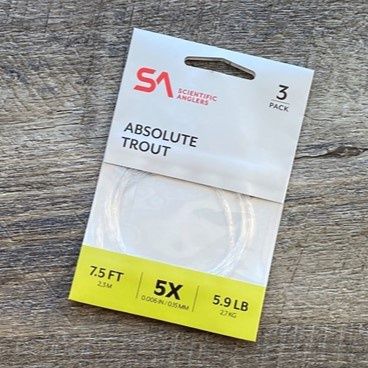 SA SCIENTIFIC
ANGLERS
3
PACK
ABSOLUTE
TROUT
7.5 FT
2.3 M
5X
0.006 IN / 0.15 MM
5.9 LB
2.7 KG